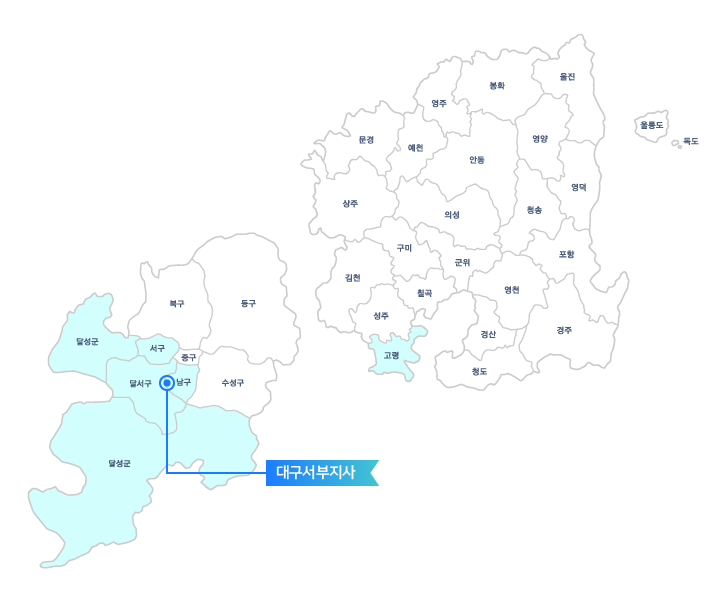 울진
봉화
영주
울릉도
독도
문경
예천
영양
안동
영덕
상주
의성
청송
구미
포항
군위
김천
칠곡
영천
성주
경산
경주
고령
청도
북구
동구
달성군
서구
중구
달서구
남구
수성구
달성군
대구서부지사